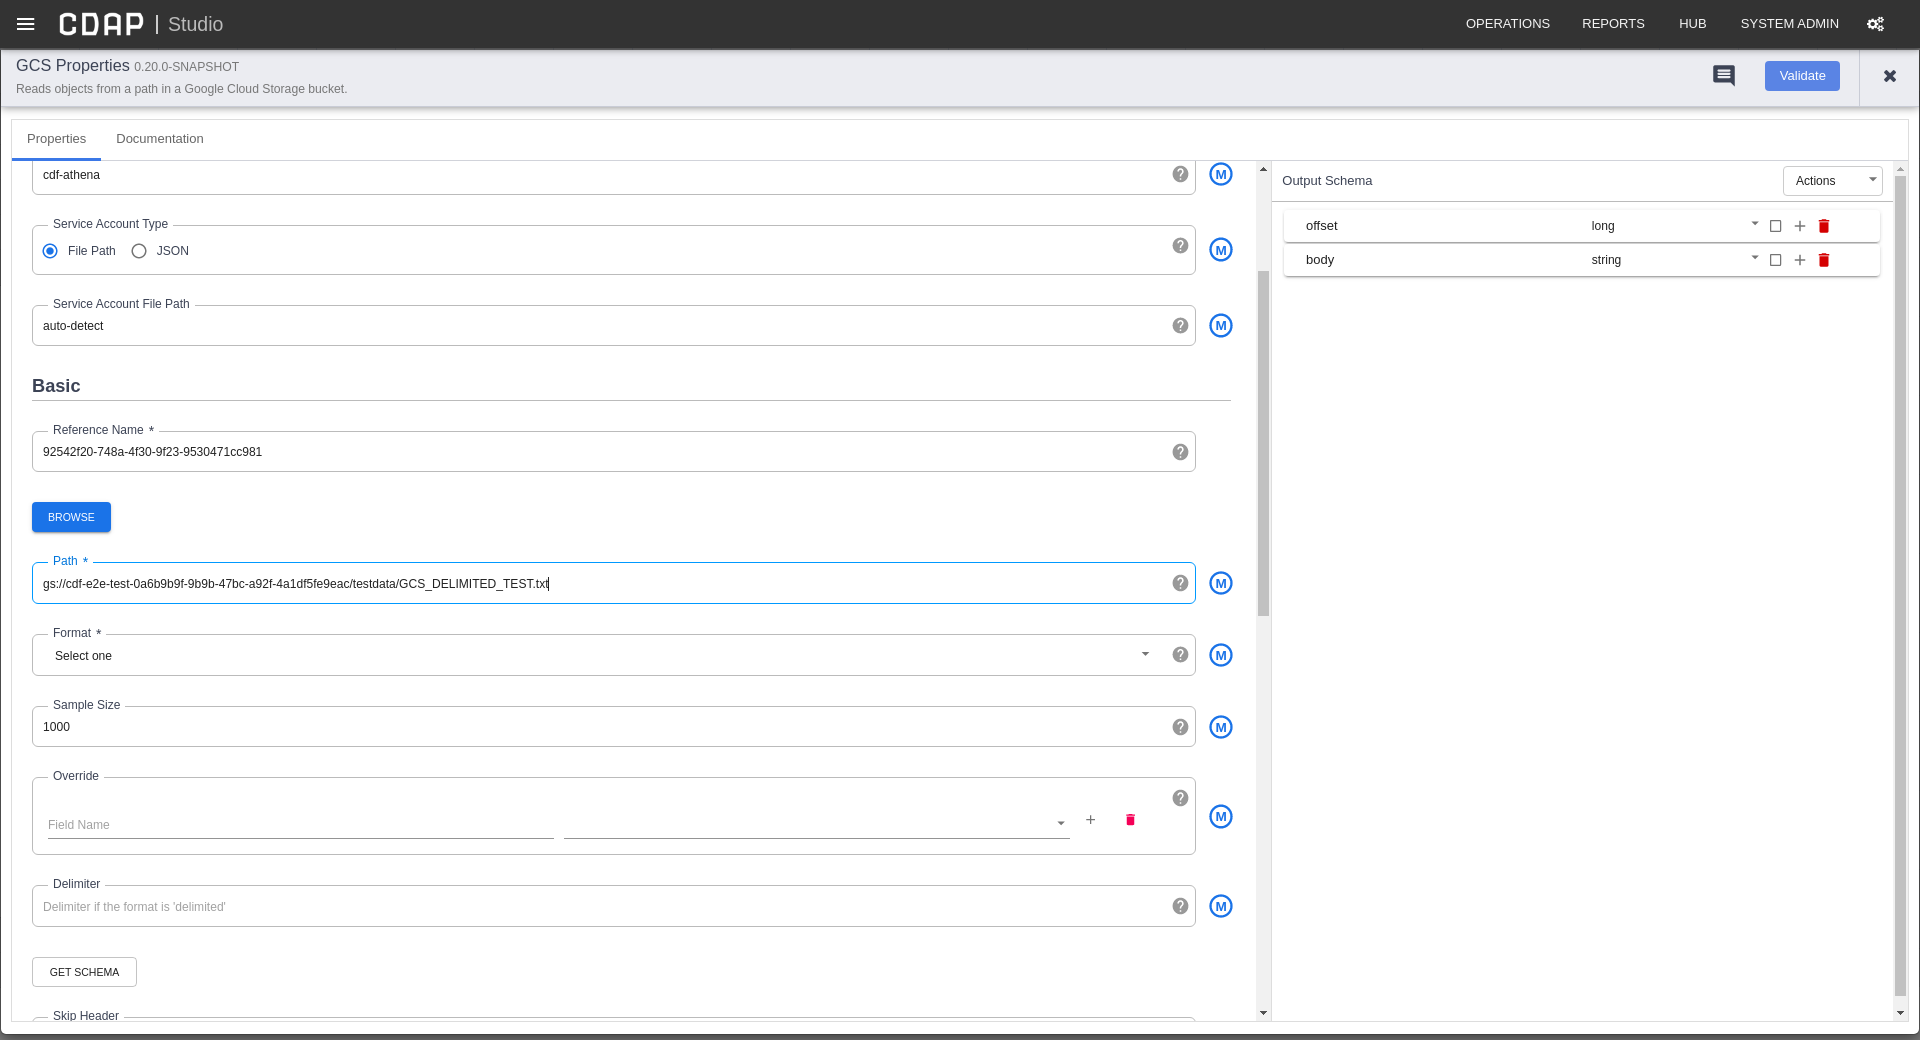 CDAP | Studio
OPERATIONS REPORTS HUB SYSTEM ADMIN
GCS Properties 0.20.0-SNAPSHOT
Reads objects from a path in a Google Cloud Storage bucket.
Validate
Properties Documentation
cdf-athena
M
Service Account Type
File Path JSON
M
Service Account File Path
auto-detect
M
Basic
Reference Name *
92542f20-748a-4f30-9f23-9530471cc981
BROWSE
Path *
gs://cdf-e2e-test-0a6b9b9f-9b9b-47bc-a92f-4a1df5fe9eac/testdata/GCS_DELIMITED_TEST.txt
M
Format *
Select one
M
Sample Size
1000
M
Override
Field Name
M
Delimiter
Delimiter if the format is 'delimited'
M
GET SCHEMA
Skip Header
Output Schema
Actions
offset long
body string